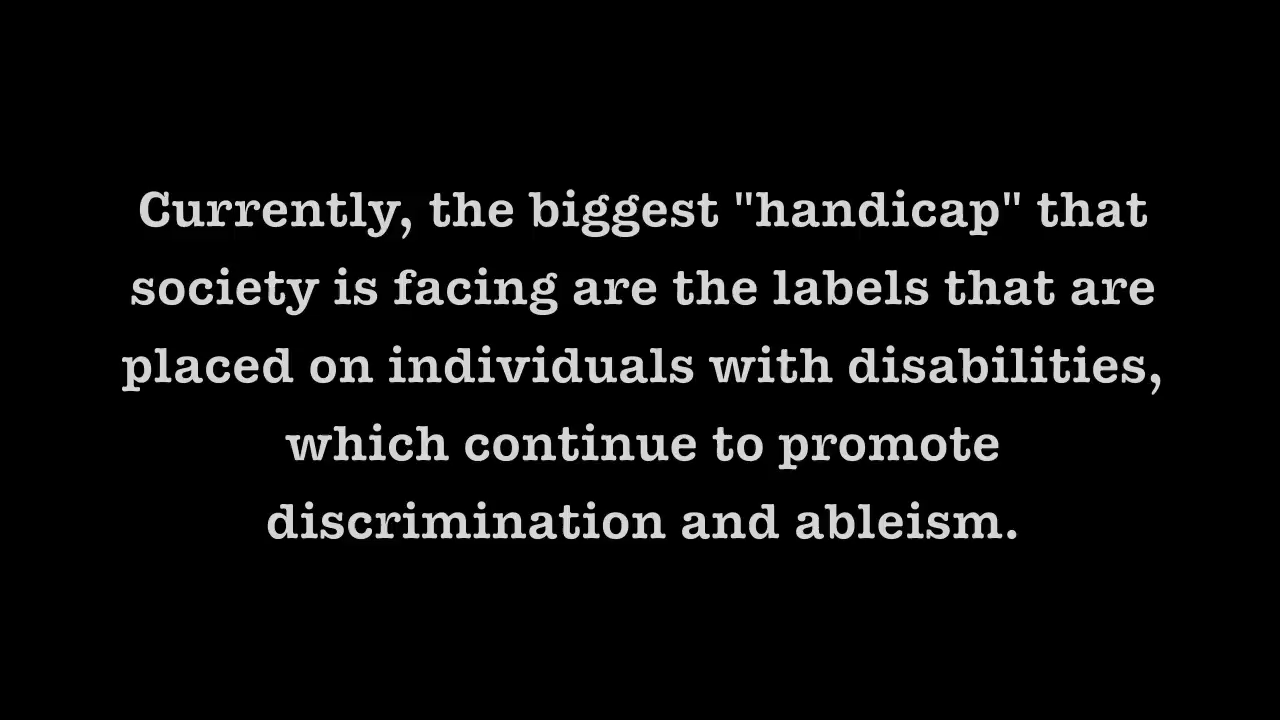 Currently, the biggest "handicap" that
society is facing are the labels that are
placed on individuals with disabilities,
which continue to promote
discrimination and ableism.